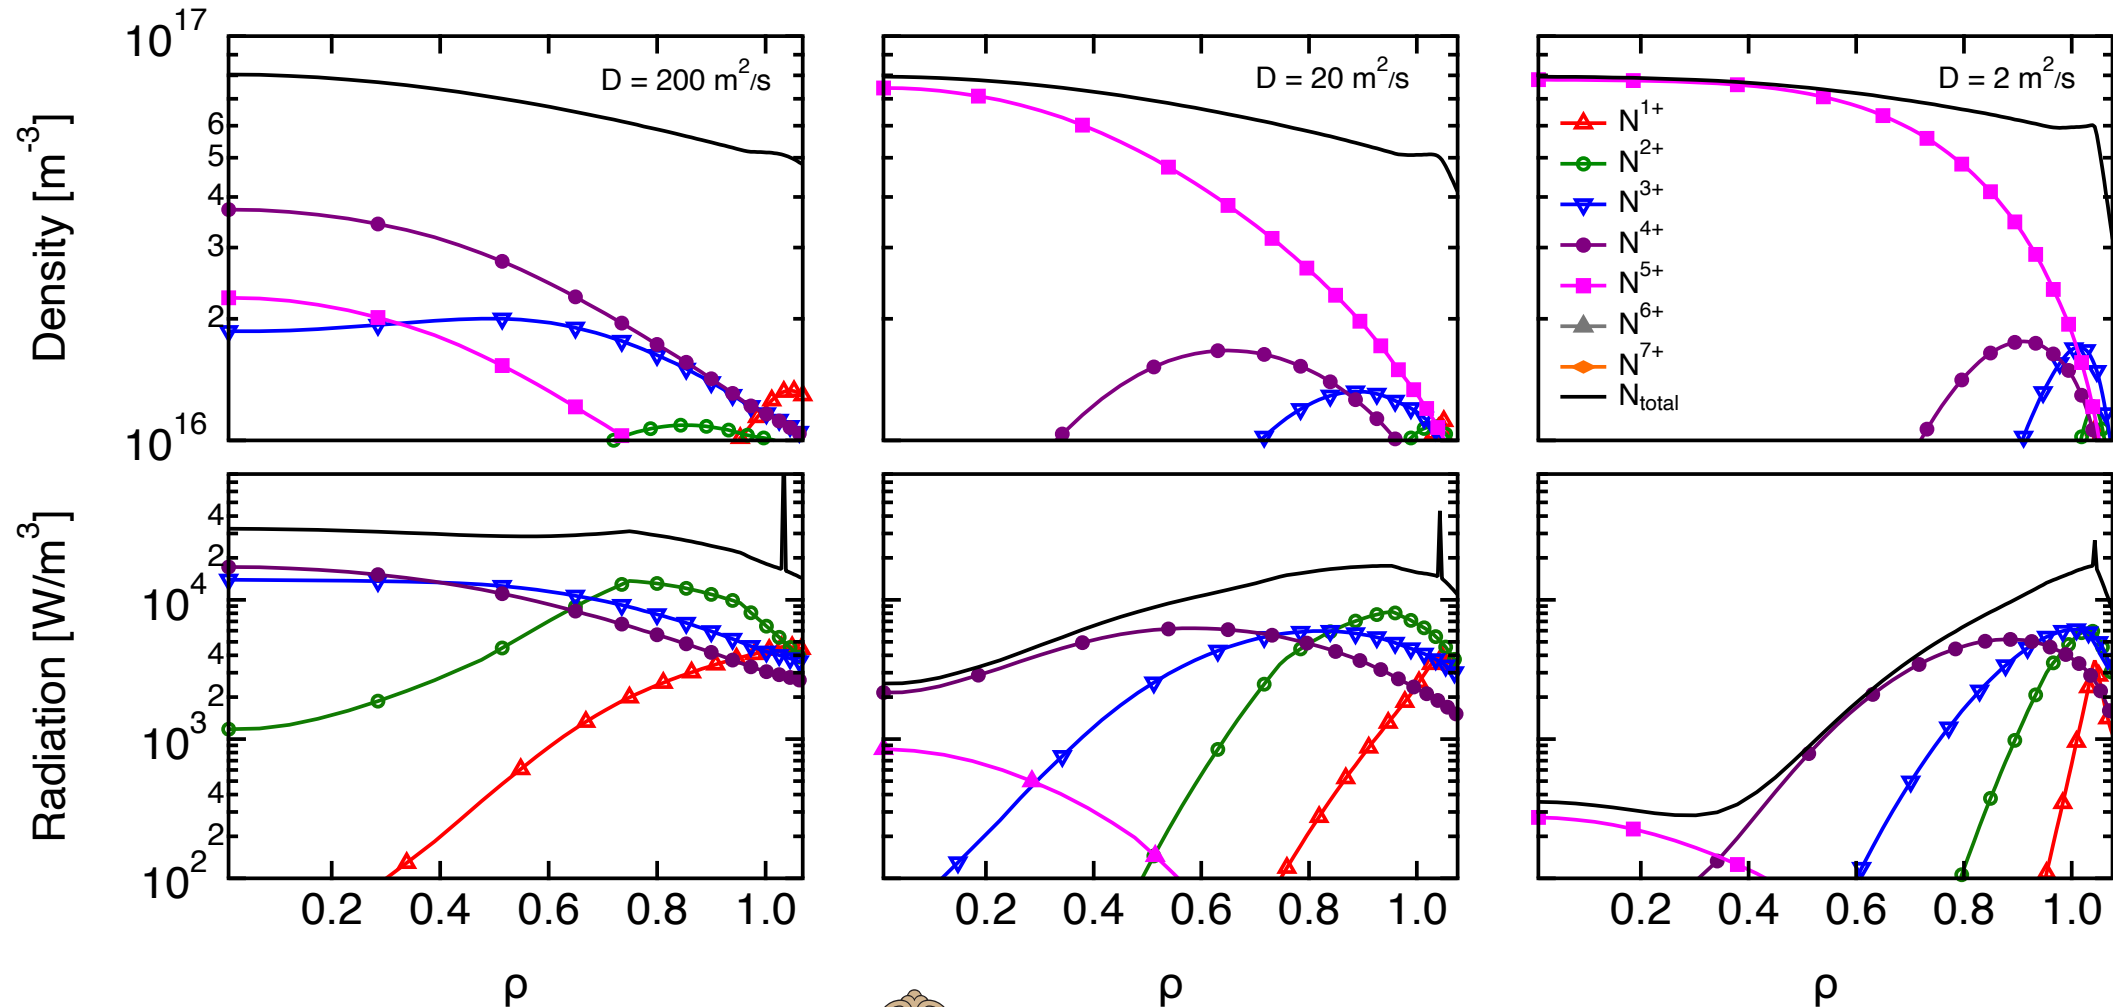 10^17
6
5
4
3
2
10^16
Density [m^-3]
D = 200 m^2/s
D = 20 m^2/s
D = 2 m^2/s
N^1+
N^2+
N^3+
N^4+
N^5+
N^6+
N^7+
N_total
4
2
10^4
4
2
10^3
4
2
10^2
Radiation [W/m^3]
0.2 0.4 0.6 0.8 1.0
0.2 0.4 0.6 0.8 1.0
0.2 0.4 0.6 0.8 1.0
ρ
ρ
ρ